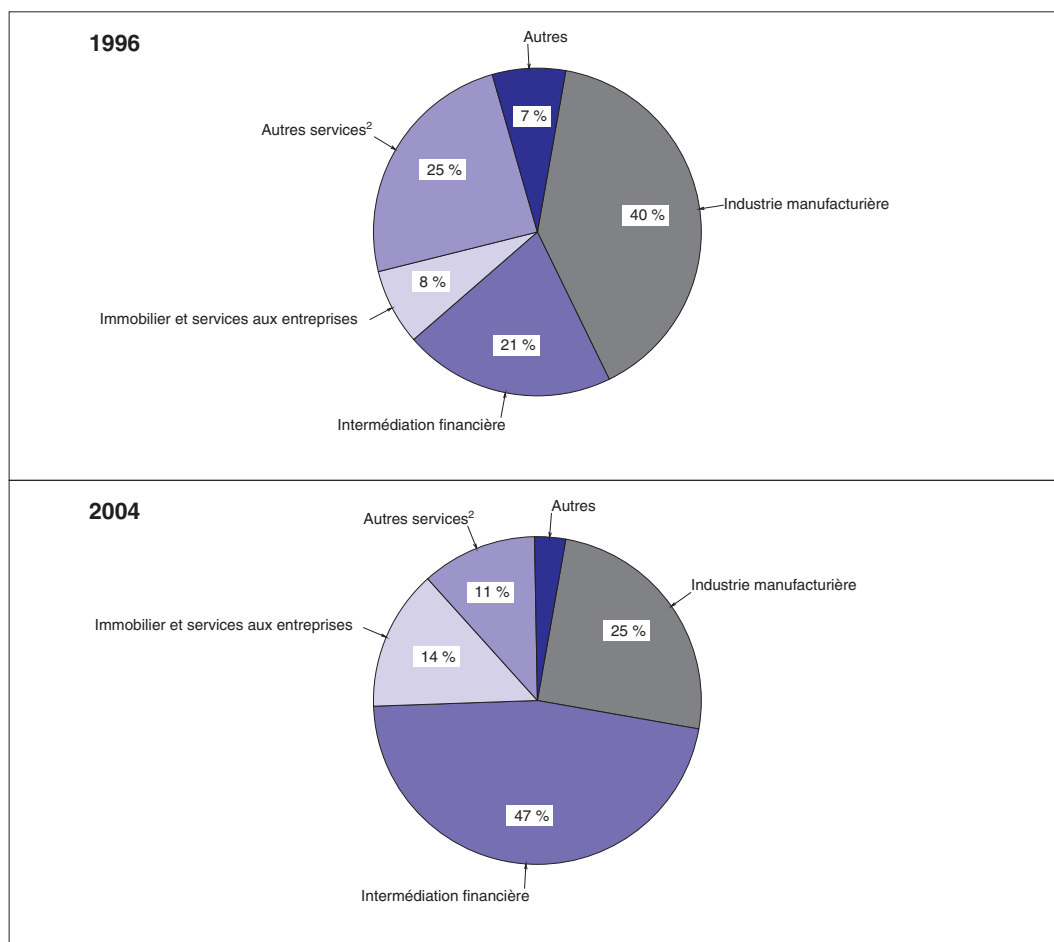 1996
Autres
7 %
Autres services²
25 %
40 %
Industrie manufacturière
8 %
Immobilier et services aux entreprises
21 %
Intermédiation financière
2004
Autres
Autres services²
11 %
Industrie manufacturière
25 %
Immobilier et services aux entreprises
14 %
47 %
Intermédiation financière